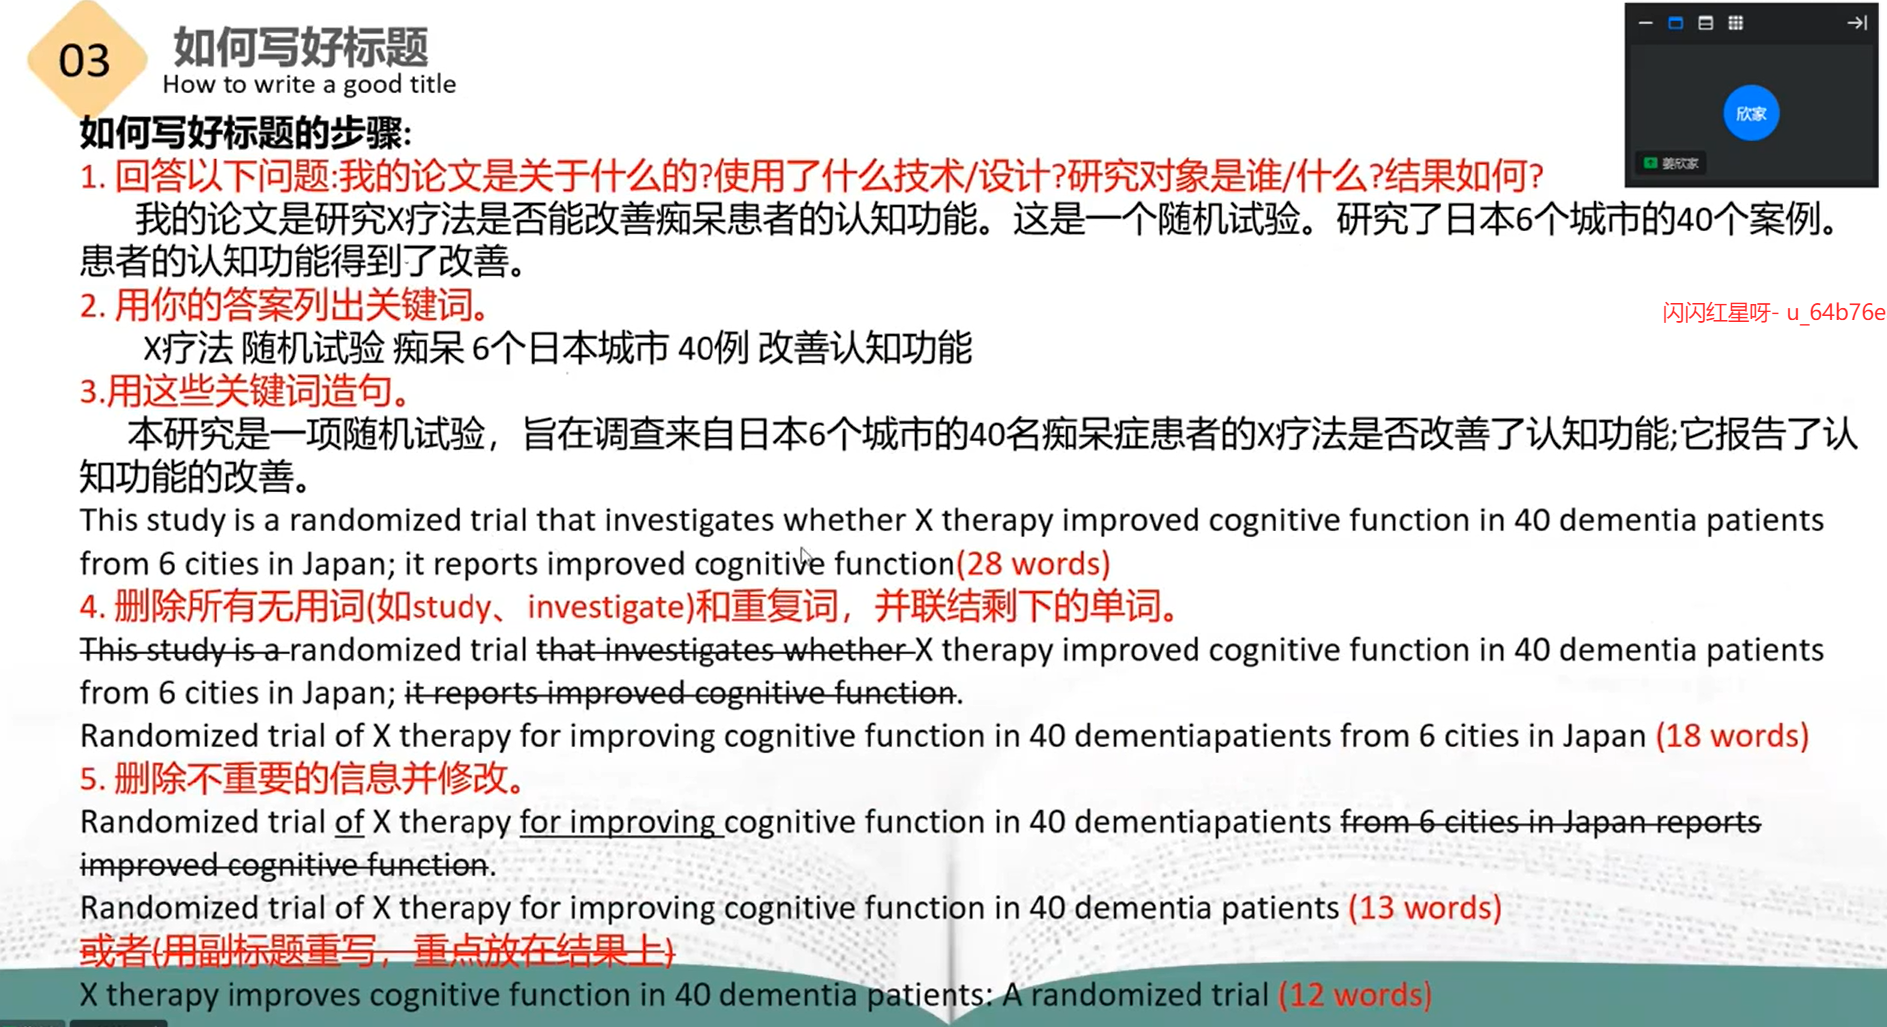 03
如何写好标题
How to write a good title
如何写好标题的步骤:
1. 回答以下问题:我的论文是关于什么的?使用了什么技术/设计?研究对象是谁/什么?结果如何?
我的论文是研究X疗法是否能改善痴呆患者的认知功能。这是一个随机试验。研究了日本6个城市的40个案例。
患者的认知功能得到了改善。
2. 用你的答案列出关键词。
X疗法 随机试验 痴呆 6个日本城市 40例 改善认知功能
3.用这些关键词造句。
本研究是一项随机试验，旨在调查来自日本6个城市的40名痴呆症患者的X疗法是否改善了认知功能;它报告了认
知功能的改善。
This study is a randomized trial that investigates whether X therapy improved cognitive function in 40 dementia patients
from 6 cities in Japan; it reports improved cognitive function(28 words)
4. 删除所有无用词(如study、investigate)和重复词，并联结剩下的单词。
This study is a randomized trial that investigates whether X therapy improved cognitive function in 40 dementia patients
from 6 cities in Japan; it reports improved cognitive function.
Randomized trial of X therapy for improving cognitive function in 40 dementiapatients from 6 cities in Japan (18 words)
5. 删除不重要的信息并修改。
Randomized trial of X therapy for improving cognitive function in 40 dementiapatients from 6 cities in Japan reports
improved cognitive function.
Randomized trial of X therapy for improving cognitive function in 40 dementia patients (13 words)
或者(用副标题重写，重点放在结果上)
X therapy improves cognitive function in 40 dementia patients: A randomized trial (12 words)
欣家
姜欣家
闪闪红星呀- u_64b76e